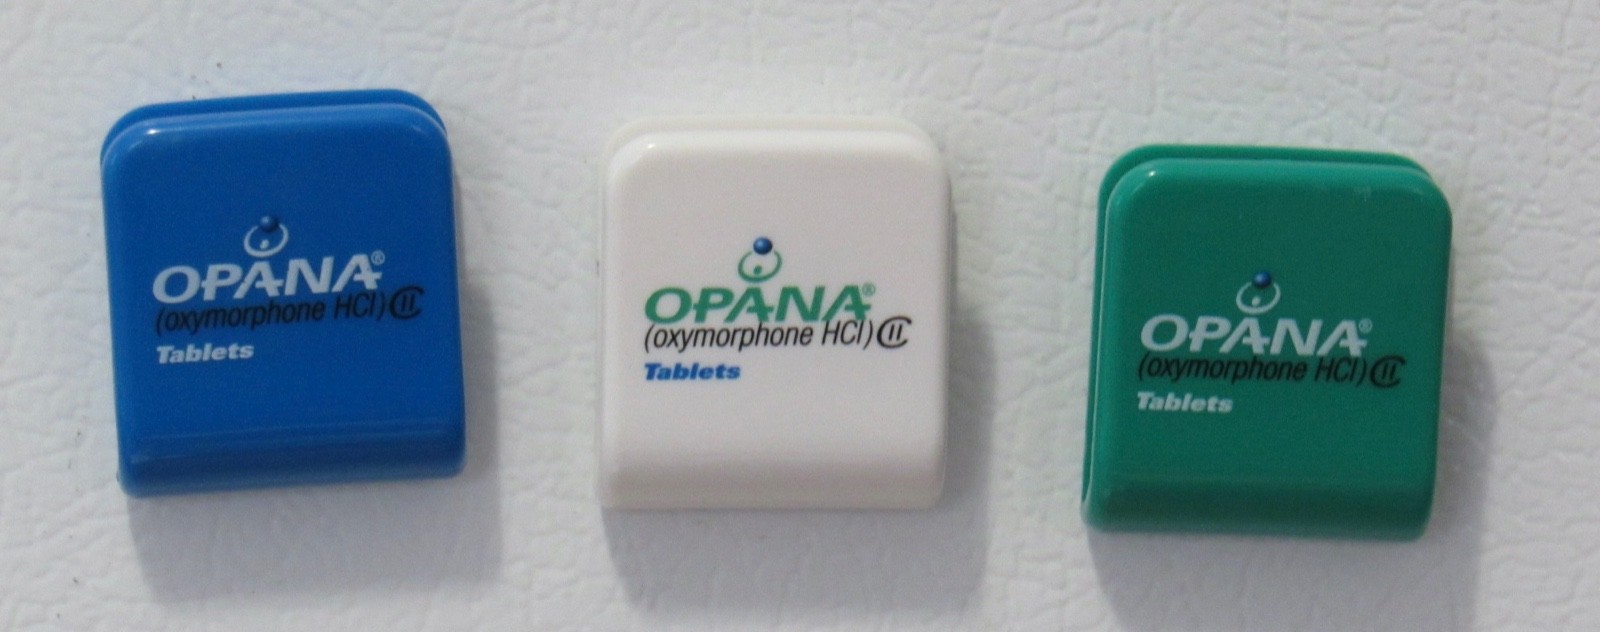 OPANA®
(oxymorphone HCl) CII
Tablets
OPANA®
(oxymorphone HCl) CII
Tablets
OPANA®
(oxymorphone HCl) CII
Tablets